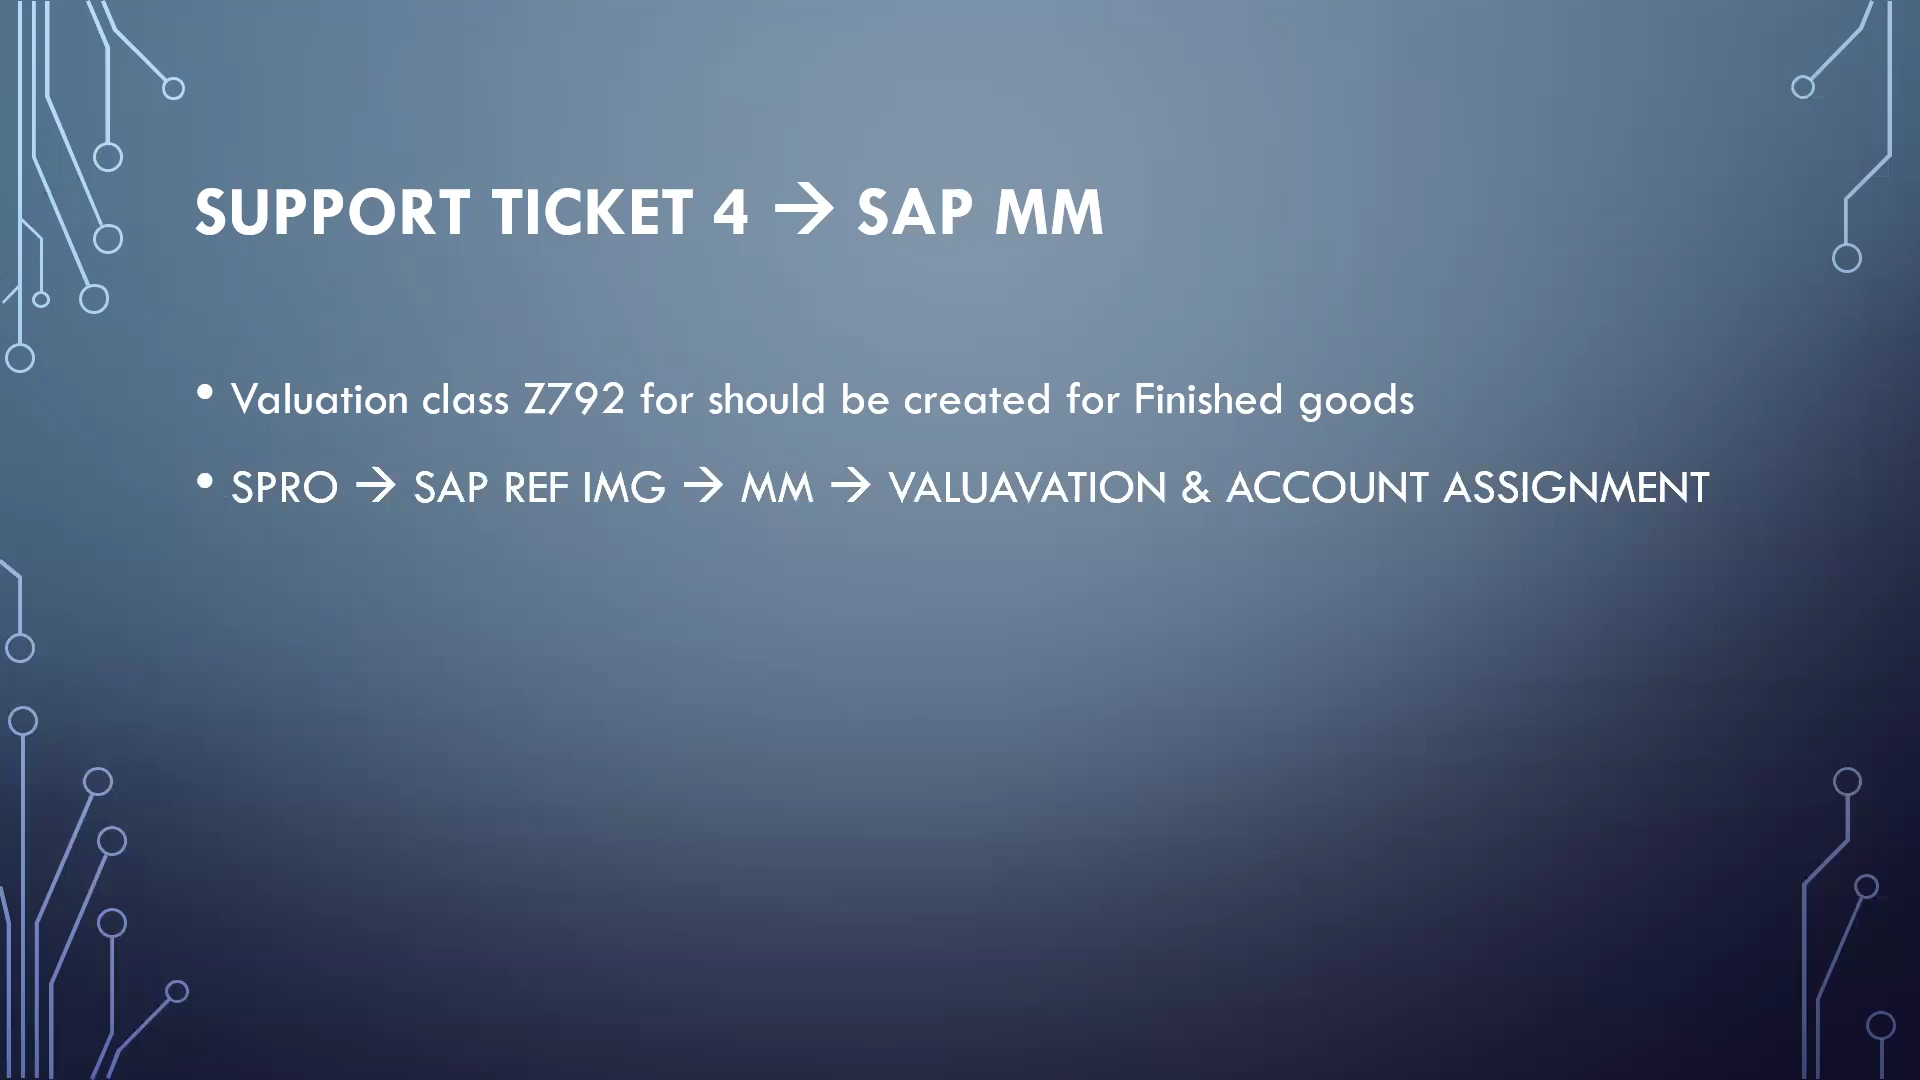 SUPPORT TICKET 4 → SAP MM
• Valuation class Z792 for should be created for Finished goods
• SPRO → SAP REF IMG → MM → VALUAVATION & ACCOUNT ASSIGNMENT